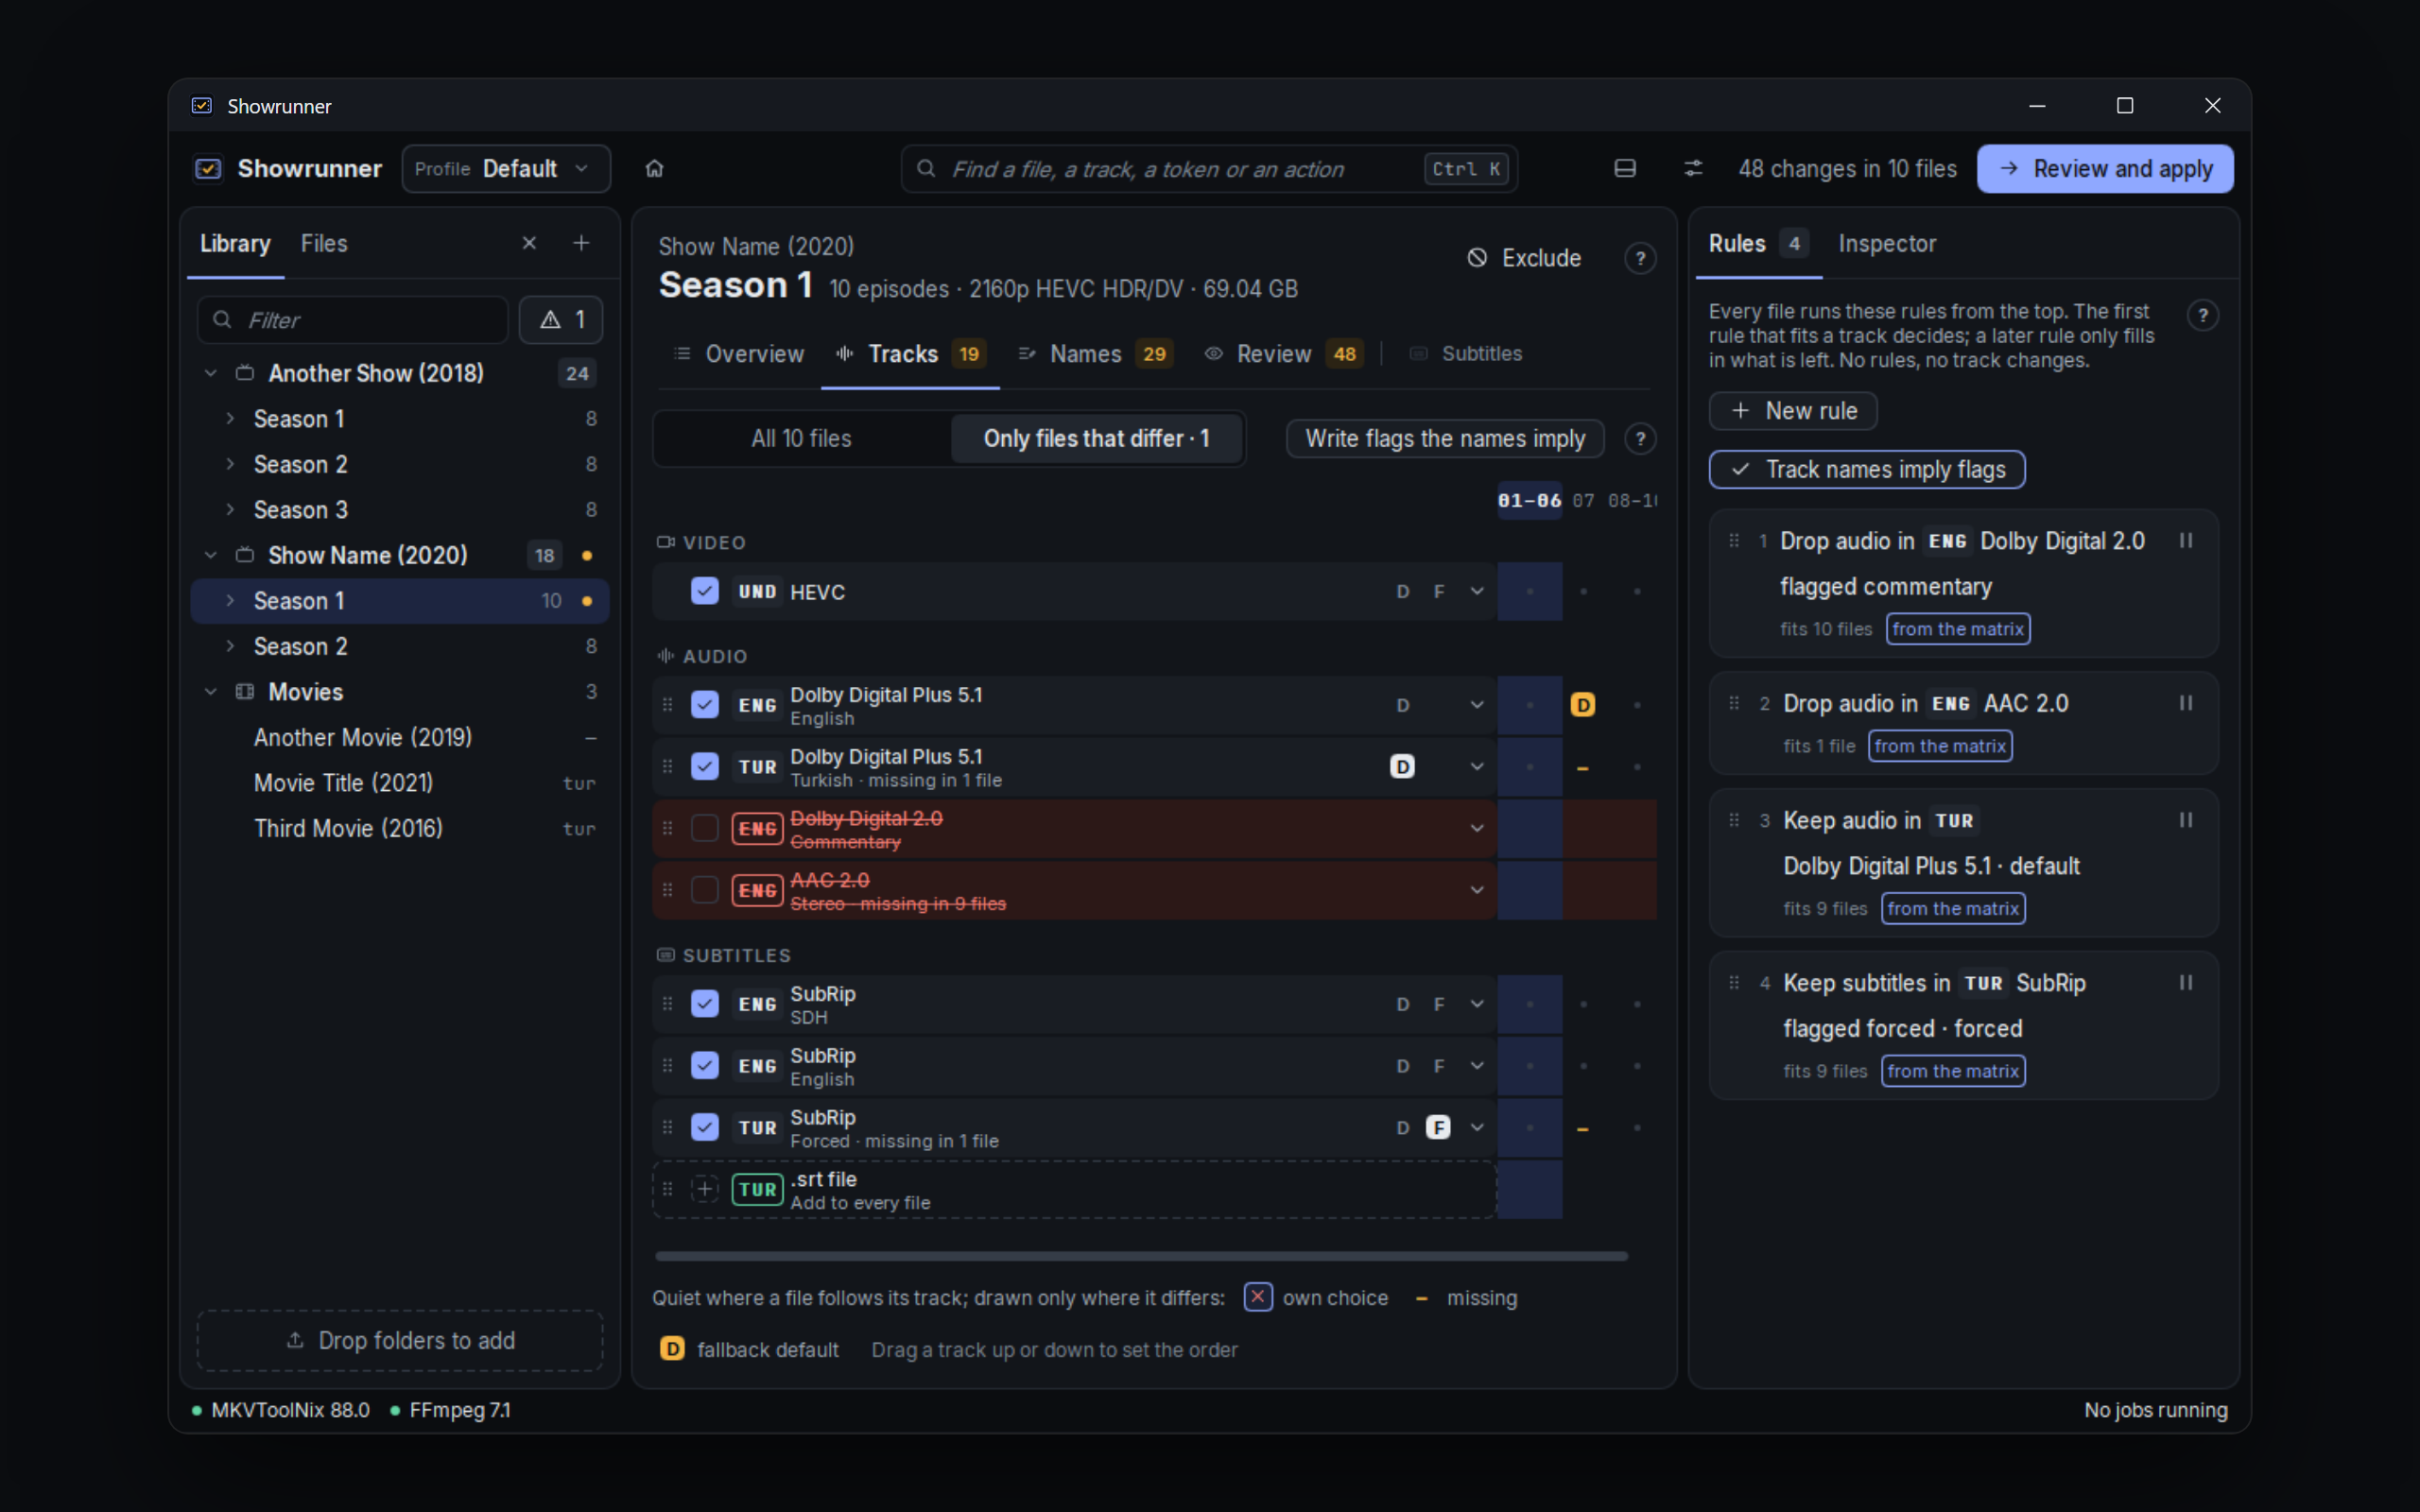 Showrunner
Showrunner
Profile Default
Find a file, a track, a token or an action
Ctrl K
48 changes in 10 files
Review and apply
Library
Files
Filter
1
Another Show (2018) 24
Season 1 8
Season 2 8
Season 3 8
Show Name (2020) 18
Season 1 10
Season 2 8
Movies 3
Another Movie (2019) –
Movie Title (2021) tur
Third Movie (2016) tur
Drop folders to add
Show Name (2020)
Season 1 10 episodes · 2160p HEVC HDR/DV · 69.04 GB
Exclude
?
Overview
Tracks 19
Names 29
Review 48
Subtitles
All 10 files
Only files that differ · 1
Write flags the names imply
?
01–06 07 08–10
VIDEO
UND HEVC D F
AUDIO
ENG Dolby Digital Plus 5.1 D D
English
TUR Dolby Digital Plus 5.1 D –
Turkish · missing in 1 file
ENG Dolby Digital 2.0
Commentary
ENG AAC 2.0
Stereo · missing in 9 files
SUBTITLES
ENG SubRip D F
SDH
ENG SubRip D F
English
TUR SubRip D F –
Forced · missing in 1 file
TUR .srt file
Add to every file
Quiet where a file follows its track; drawn only where it differs: own choice – missing
D fallback default Drag a track up or down to set the order
Rules 4
Inspector
Every file runs these rules from the top. The first
rule that fits a track decides; a later rule only fills
in what is left. No rules, no track changes.
?
New rule
Track names imply flags
1 Drop audio in ENG Dolby Digital 2.0
flagged commentary
fits 10 files from the matrix
2 Drop audio in ENG AAC 2.0
fits 1 file from the matrix
3 Keep audio in TUR
Dolby Digital Plus 5.1 · default
fits 9 files from the matrix
4 Keep subtitles in TUR SubRip
flagged forced · forced
fits 9 files from the matrix
MKVToolNix 88.0 FFmpeg 7.1
No jobs running